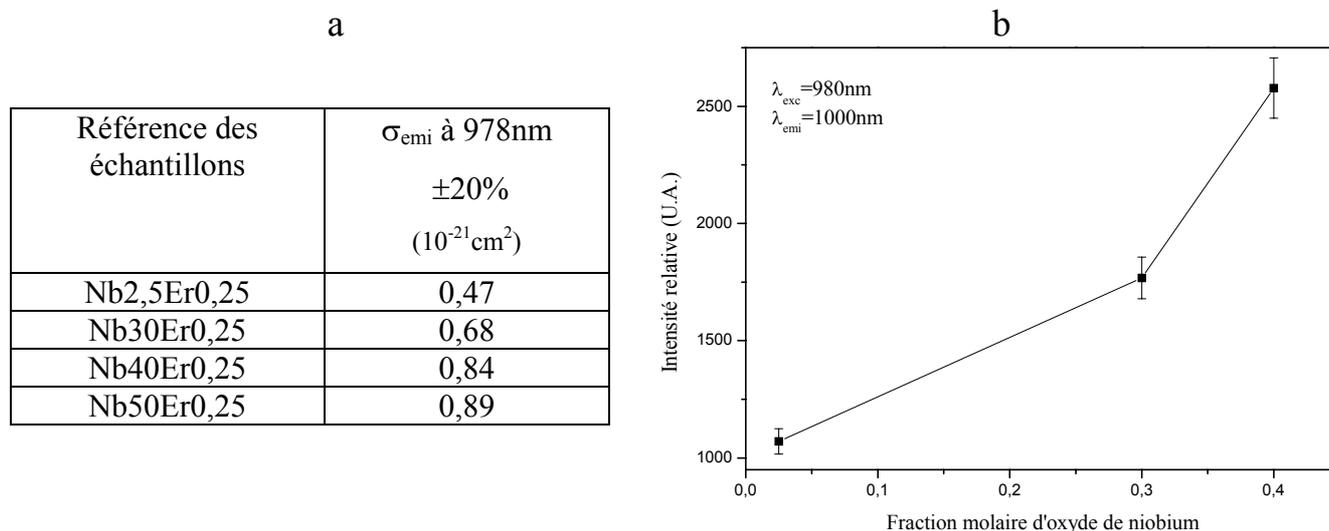 a
Référence des échantillons
σemi à 978nm
±20%
(10-21cm2)
Nb2,5Er0,25
0,47
Nb30Er0,25
0,68
Nb40Er0,25
0,84
Nb50Er0,25
0,89
b
λexc=980nm
λemi=1000nm
2500
2000
1500
1000
Intensité relative (U.A.)
0,0
0,1
0,2
0,3
0,4
Fraction molaire d'oxyde de niobium